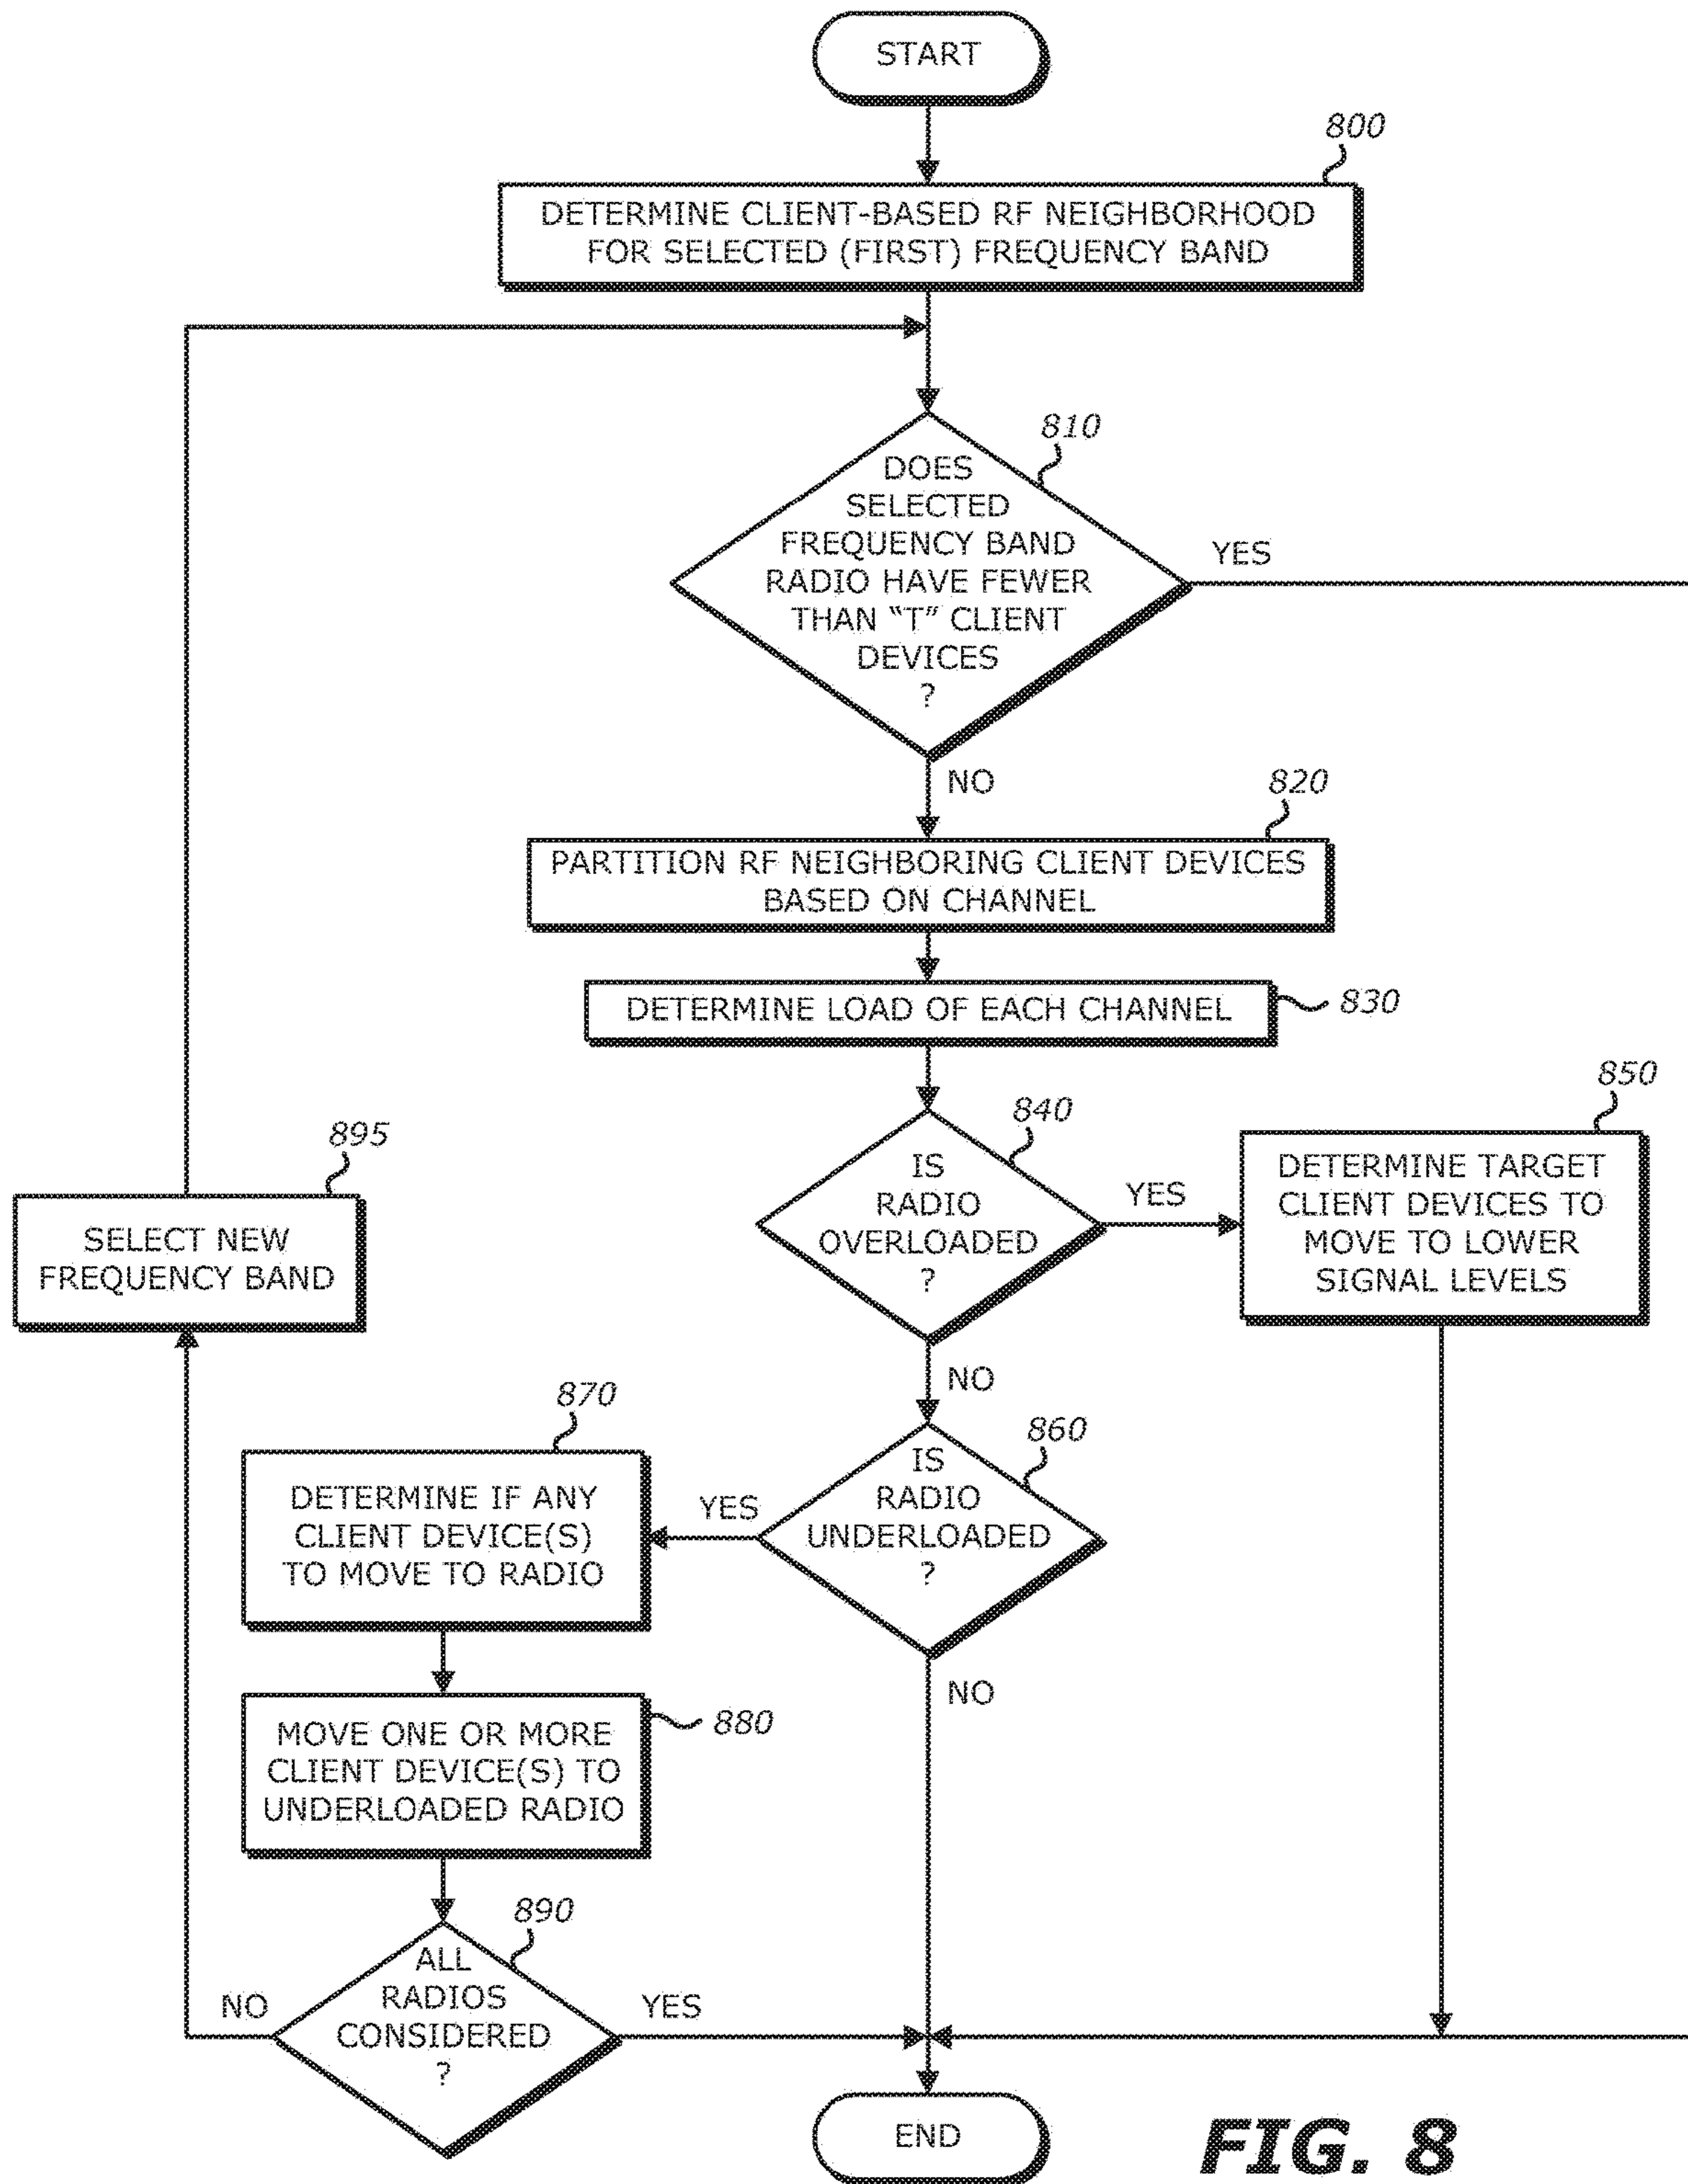 START
800
DETERMINE CLIENT-BASED RF NEIGHBORHOOD
FOR SELECTED (FIRST) FREQUENCY BAND
810
DOES
SELECTED
FREQUENCY BAND
RADIO HAVE FEWER
THAN "T" CLIENT
DEVICES
?
YES
NO
820
PARTITION RF NEIGHBORING CLIENT DEVICES
BASED ON CHANNEL
DETERMINE LOAD OF EACH CHANNEL
830
840
IS
RADIO
OVERLOADED
?
YES
850
DETERMINE TARGET
CLIENT DEVICES TO
MOVE TO LOWER
SIGNAL LEVELS
895
SELECT NEW
FREQUENCY BAND
NO
860
IS
RADIO
UNDERLOADED
?
YES
870
DETERMINE IF ANY
CLIENT DEVICE(S)
TO MOVE TO RADIO
NO
880
MOVE ONE OR MORE
CLIENT DEVICE(S) TO
UNDERLOADED RADIO
890
ALL
RADIOS
CONSIDERED
?
NO
YES
END
FIG. 8